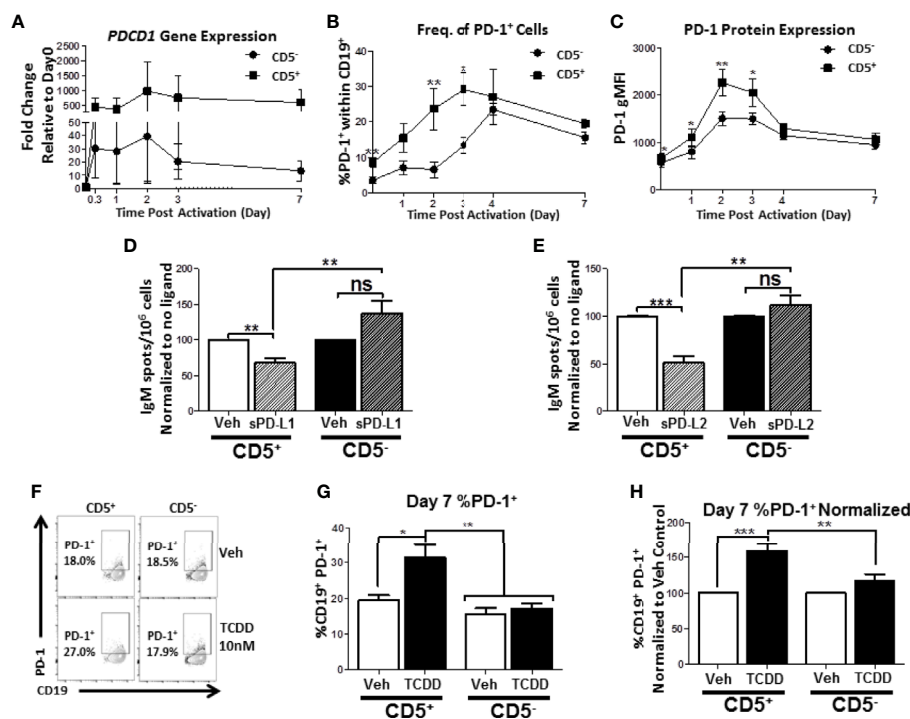 A
PDCD1 Gene Expression
Fold Change
Relative to Day0
2500
2000
1500
1000
500
50
40
30
20
10
0
CD5-
CD5+
0.3 1 2 3 7
Time Post Activation (Day)
B
Freq. of PD-1+ Cells
%PD-1+ within CD19+
40
30
20
10
0
** ** *
CD5-
CD5+
1 2 3 4 7
Time Post Activation (Day)
C
PD-1 Protein Expression
PD-1 gMFI
3000
2000
1000
0
* * ** *
CD5-
CD5+
1 2 3 4 7
Time Post Activation (Day)
D
IgM spots/10⁶ cells
Normalized to no ligand
200
150
100
50
0
**
** ns
Veh sPD-L1 Veh sPD-L1
CD5+ CD5-
E
IgM spots/10⁶ cells
Normalized to no ligand
150
100
50
0
**
*** ns
Veh sPD-L2 Veh sPD-L2
CD5+ CD5-
F
CD5+ CD5-
PD-1+
18.0%
PD-1+
18.5%
Veh
PD-1+
27.0%
PD-1+
17.9%
TCDD
10nM
PD-1
CD19
G
Day 7 %PD-1+
%CD19+ PD-1+
40
30
20
10
0
* **
Veh TCDD Veh TCDD
CD5+ CD5-
H
Day 7 %PD-1+ Normalized
%CD19+ PD-1+
Normalized to Veh Control
200
150
100
50
0
*** **
Veh TCDD Veh TCDD
CD5+ CD5-